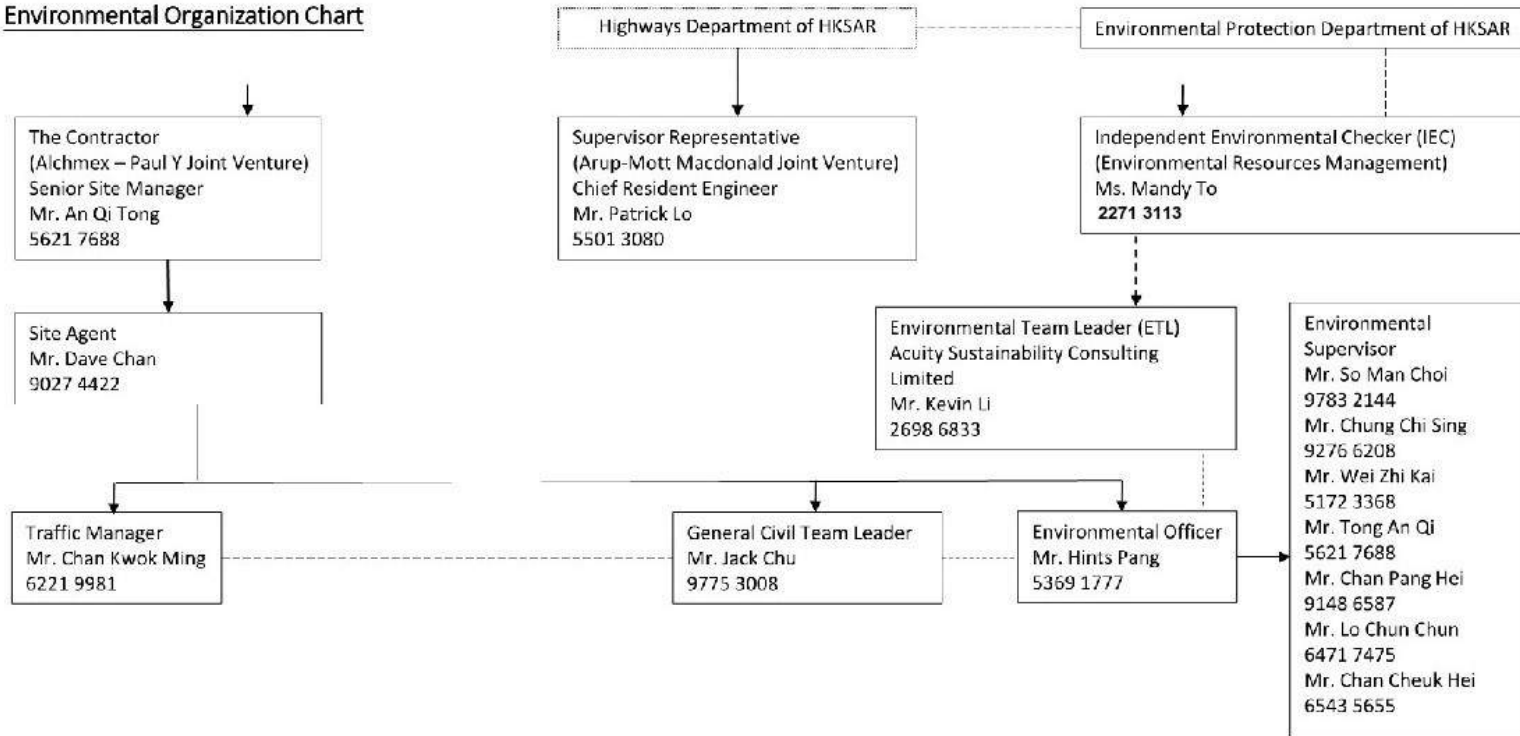 Environmental Organization Chart
Highways Department of HKSAR
Environmental Protection Department of HKSAR
The Contractor
(Alchmex – Paul Y Joint Venture)
Senior Site Manager
Mr. An Qi Tong
5621 7688
Supervisor Representative
(Arup-Mott Macdonald Joint Venture)
Chief Resident Engineer
Mr. Patrick Lo
5501 3080
Independent Environmental Checker (IEC)
(Environmental Resources Management)
Ms. Mandy To
2271 3113
Site Agent
Mr. Dave Chan
9027 4422
Environmental Team Leader (ETL)
Acuity Sustainability Consulting
Limited
Mr. Kevin Li
2698 6833
Traffic Manager
Mr. Chan Kwok Ming
6221 9981
General Civil Team Leader
Mr. Jack Chu
9775 3008
Environmental Officer
Mr. Hints Pang
5369 1777
Environmental
Supervisor
Mr. So Man Choi
9783 2144
Mr. Chung Chi Sing
9276 6208
Mr. Wei Zhi Kai
5172 3368
Mr. Tong An Qi
5621 7688
Mr. Chan Pang Hei
9148 6587
Mr. Lo Chun Chun
6471 7475
Mr. Chan Cheuk Hei
6543 5655